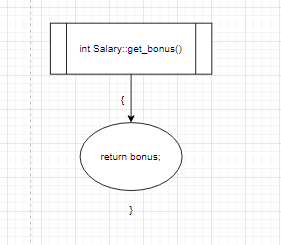 int Salary::get_bonus()
{
return bonus;
}